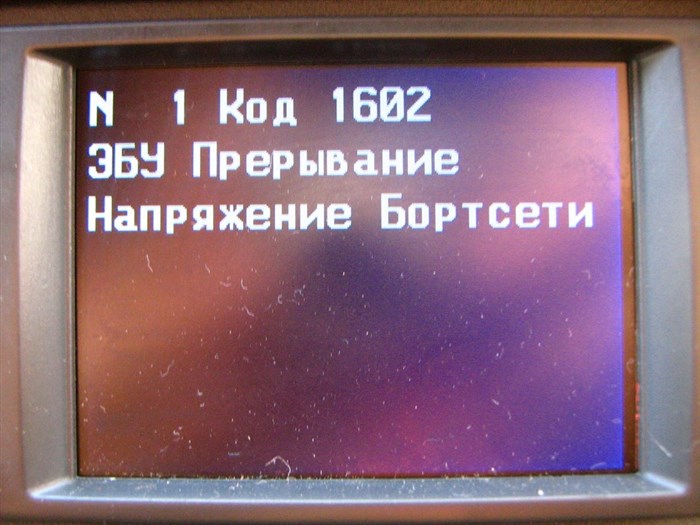 N 1 Код 1602
ЭБУ Прерывание
Напряжение Бортсети